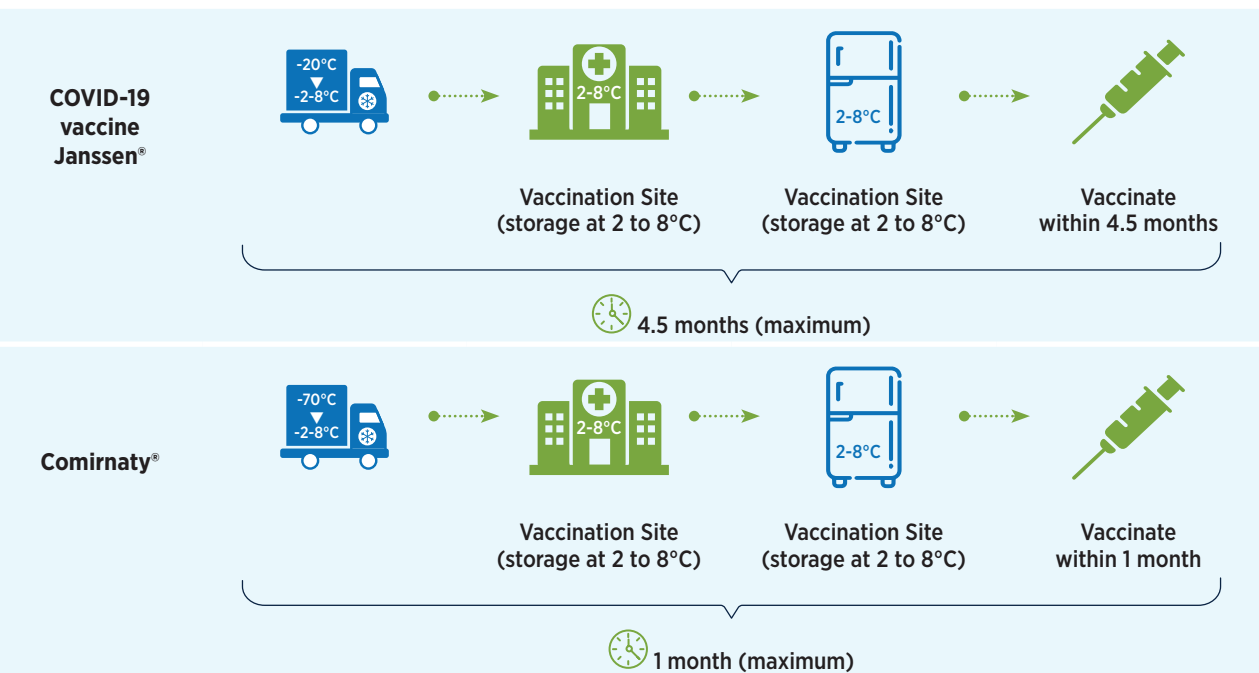 COVID-19
vaccine
Janssen®
-20°C
-2-8°C
2-8°C
2-8°C
Vaccination Site
(storage at 2 to 8°C)
Vaccination Site
(storage at 2 to 8°C)
Vaccinate
within 4.5 months
4.5 months (maximum)
Comirnaty®
-70°C
-2-8°C
2-8°C
2-8°C
Vaccination Site
(storage at 2 to 8°C)
Vaccination Site
(storage at 2 to 8°C)
Vaccinate
within 1 month
1 month (maximum)